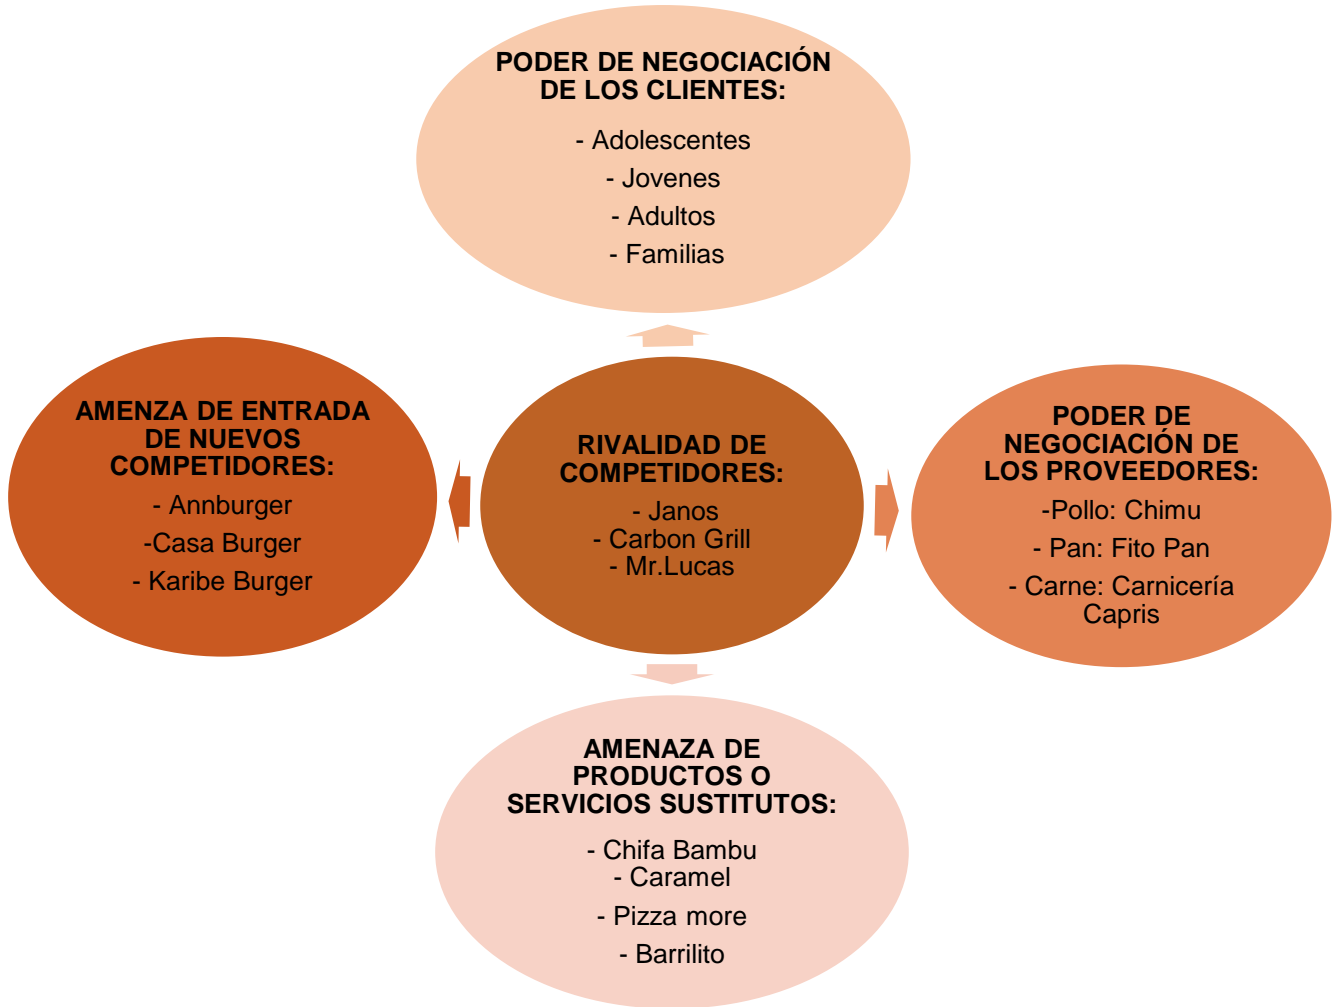 PODER DE NEGOCIACIÓN
DE LOS CLIENTES:
- Adolescentes
- Jovenes
- Adultos
- Familias
AMENZA DE ENTRADA
DE NUEVOS
COMPETIDORES:
- Annburger
-Casa Burger
- Karibe Burger
RIVALIDAD DE
COMPETIDORES:
- Janos
- Carbon Grill
- Mr.Lucas
PODER DE
NEGOCIACIÓN DE
LOS PROVEEDORES:
-Pollo: Chimu
- Pan: Fito Pan
- Carne: Carnicería
Capris
AMENAZA DE
PRODUCTOS O
SERVICIOS SUSTITUTOS:
- Chifa Bambu
- Caramel
- Pizza more
- Barrilito